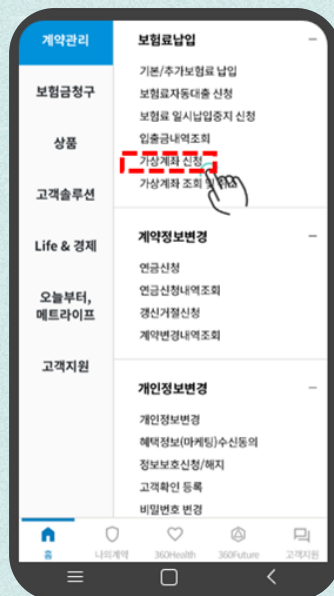 계약관리
보험금청구
상품
고객솔루션
Life & 경제
오늘부터,
메트라이프
고객지원
보험료납입
기본/추가보험료 납입
보험료자동대출 신청
보험료 일시납입중지 신청
입출금내역조회
가상계좌 신청
가상계좌 조회 및
계약정보변경
연금신청
연금신청내역조회
갱신거절신청
계약변경내역조회
개인정보변경
개인정보변경
혜택정보(마케팅)수신동의
정보보호신청/해지
고객확인 등록
비밀번호 변경
홈
나의계약
360Health
360Future
고객지원